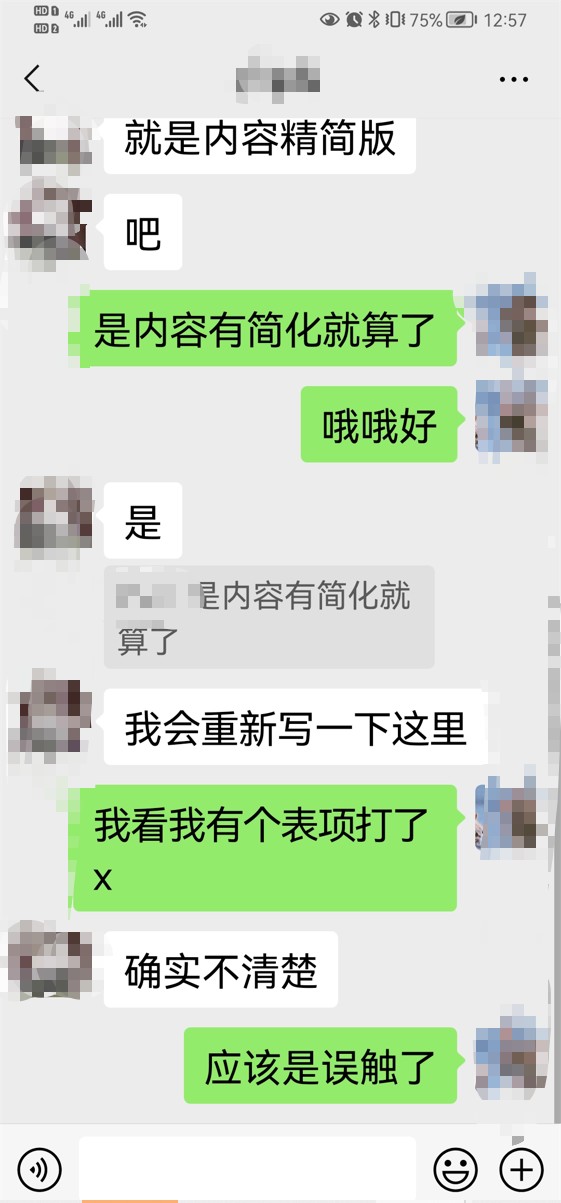 HD 1 4G 4G 75% 12:57
HD 2
就是内容精简版
吧
是内容有简化就算了
哦哦好
是
是内容有简化就
算了
我会重新写一下这里
我看我有个表项打了
x
确实不清楚
应该是误触了